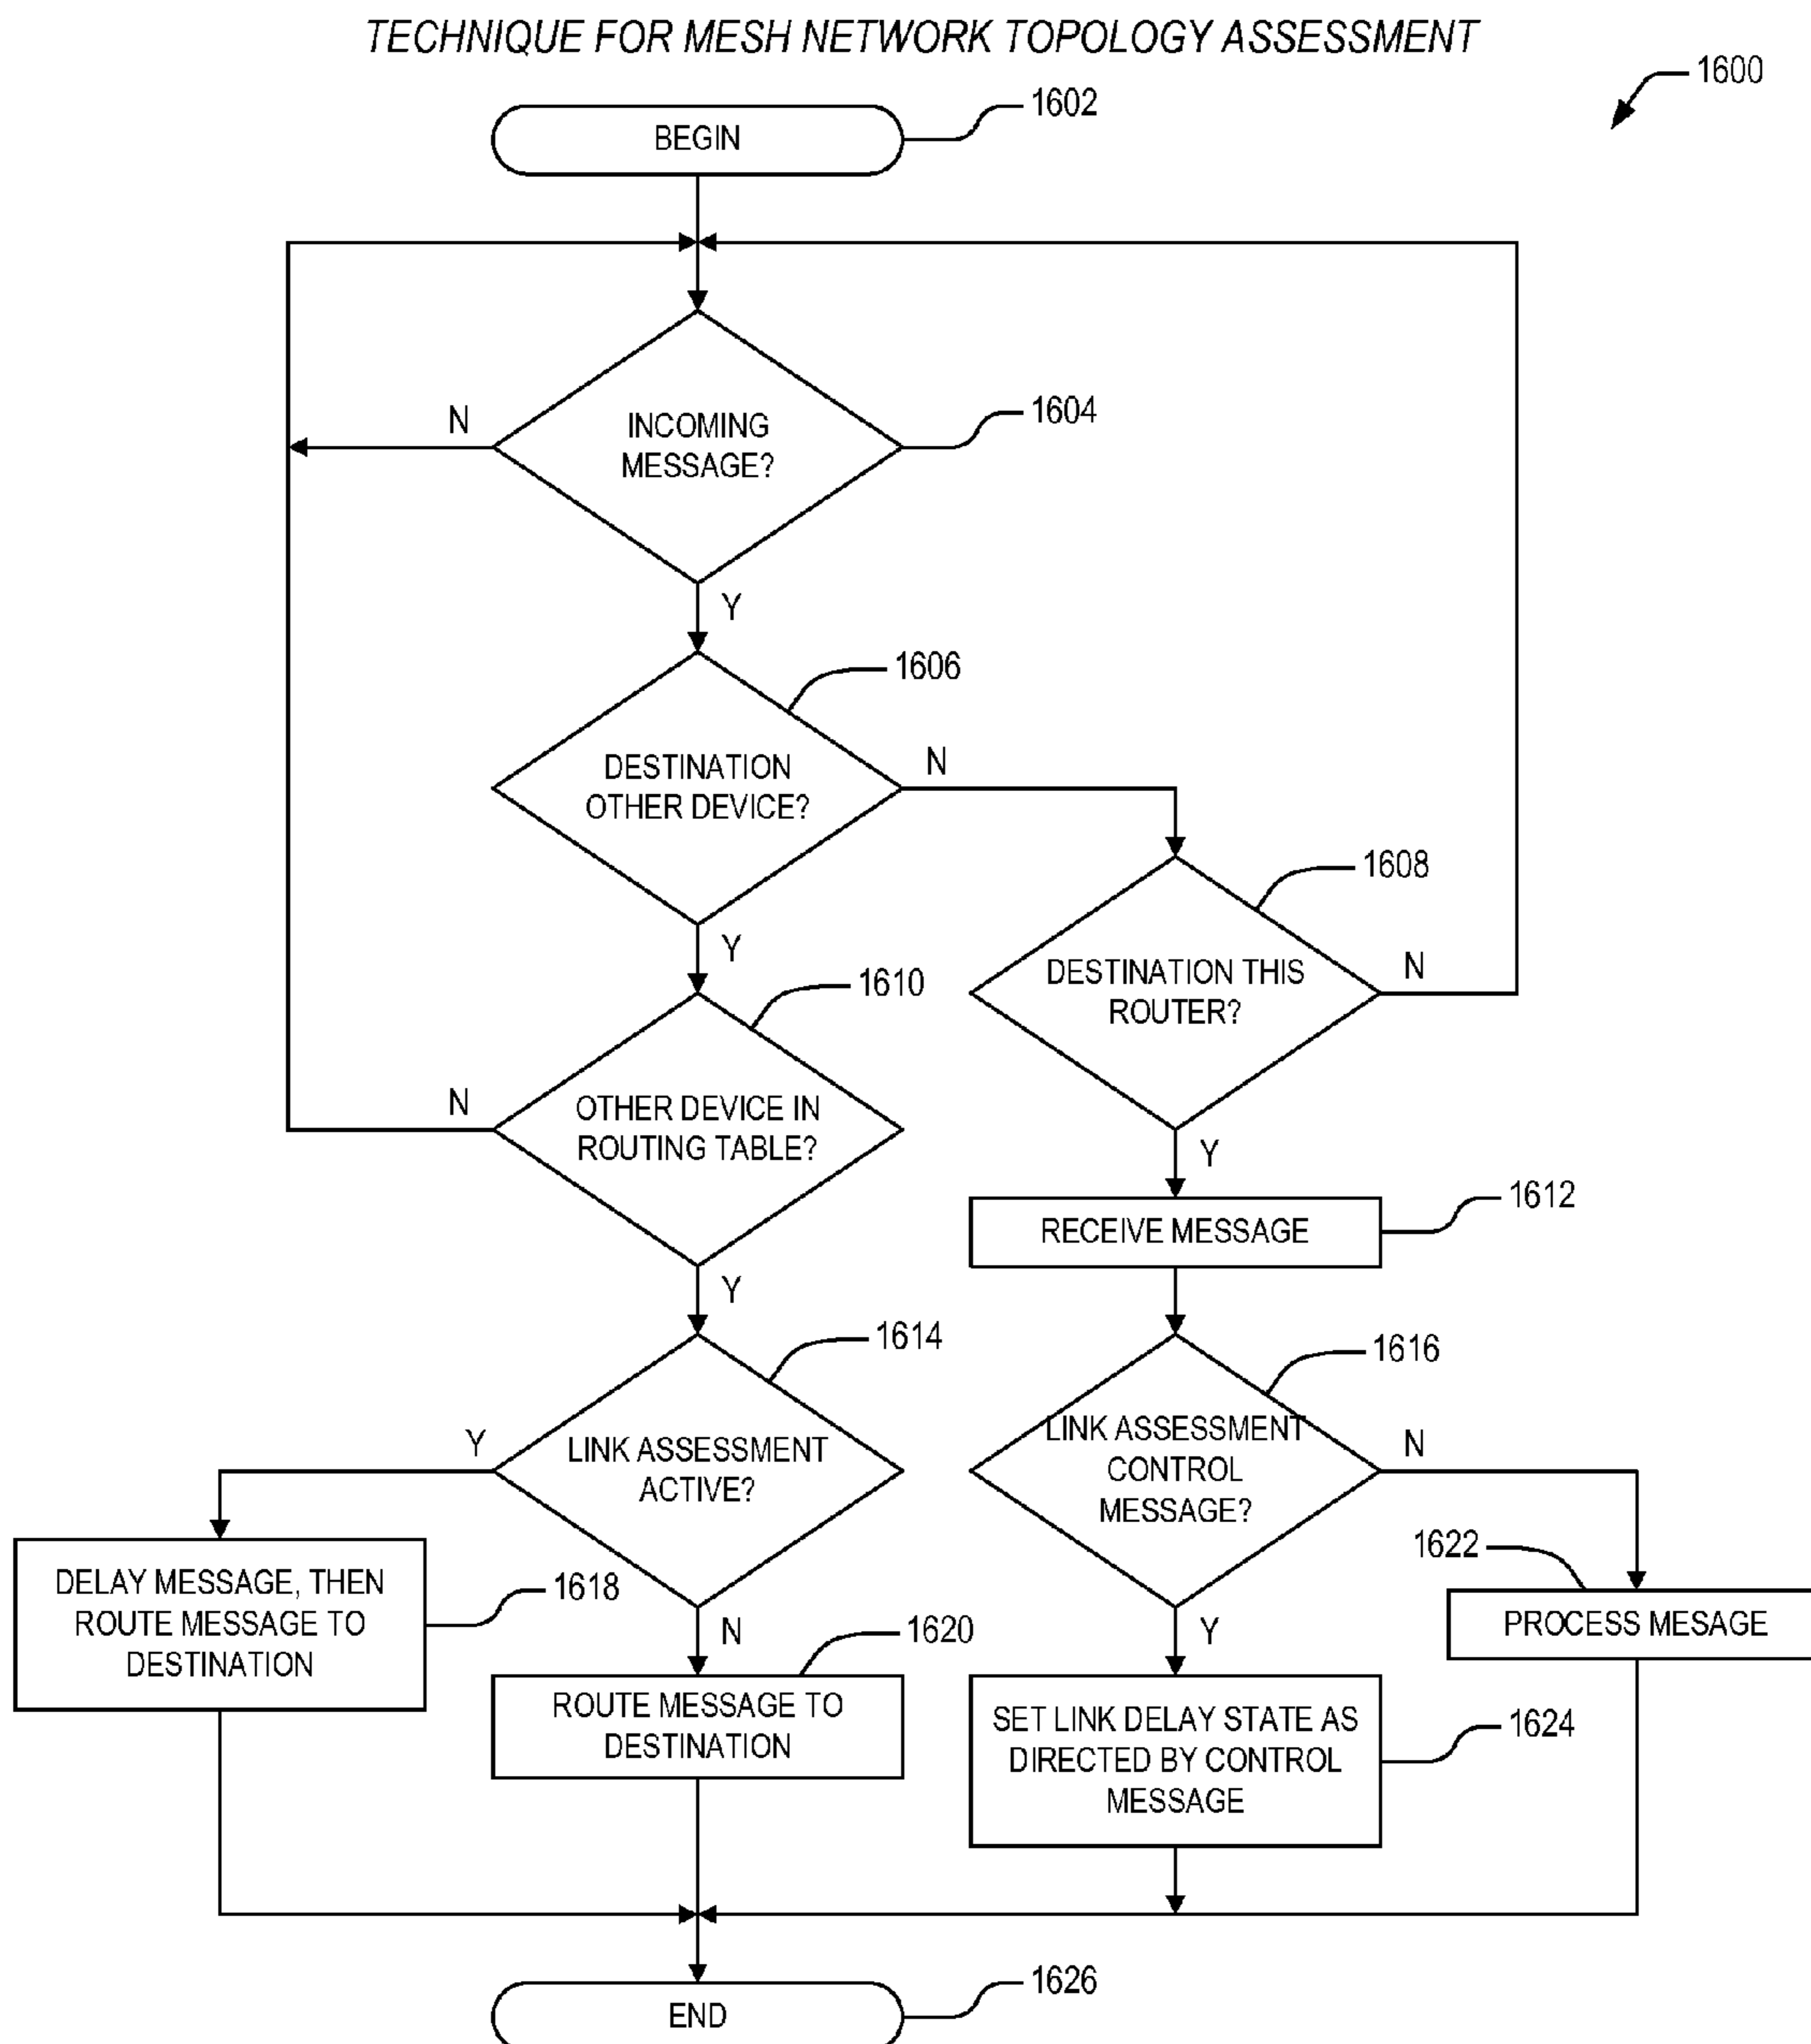 TECHNIQUE FOR MESH NETWORK TOPOLOGY ASSESSMENT
1600
BEGIN
1602
INCOMING
MESSAGE?
1604
N
Y
DESTINATION
OTHER DEVICE?
1606
N
Y
DESTINATION THIS
ROUTER?
1608
N
Y
OTHER DEVICE IN
ROUTING TABLE?
1610
N
Y
RECEIVE MESSAGE
1612
LINK ASSESSMENT
ACTIVE?
1614
Y
N
LINK ASSESSMENT
CONTROL
MESSAGE?
1616
N
Y
DELAY MESSAGE, THEN
ROUTE MESSAGE TO
DESTINATION
1618
ROUTE MESSAGE TO
DESTINATION
1620
PROCESS MESAGE
1622
SET LINK DELAY STATE AS
DIRECTED BY CONTROL
MESSAGE
1624
END
1626